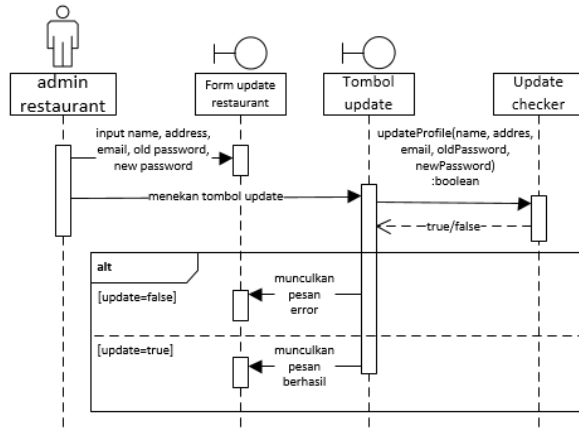 admin
restaurant
Form update
restaurant
Tombol
update
Update
checker
input name, address,
email, old password,
new password
updateProfile(name, addres,
email, oldPassword,
newPassword)
:boolean
menekan tombol update
true/false
alt
[update=false]
munculkan
pesan
error
[update=true]
munculkan
pesan
berhasil